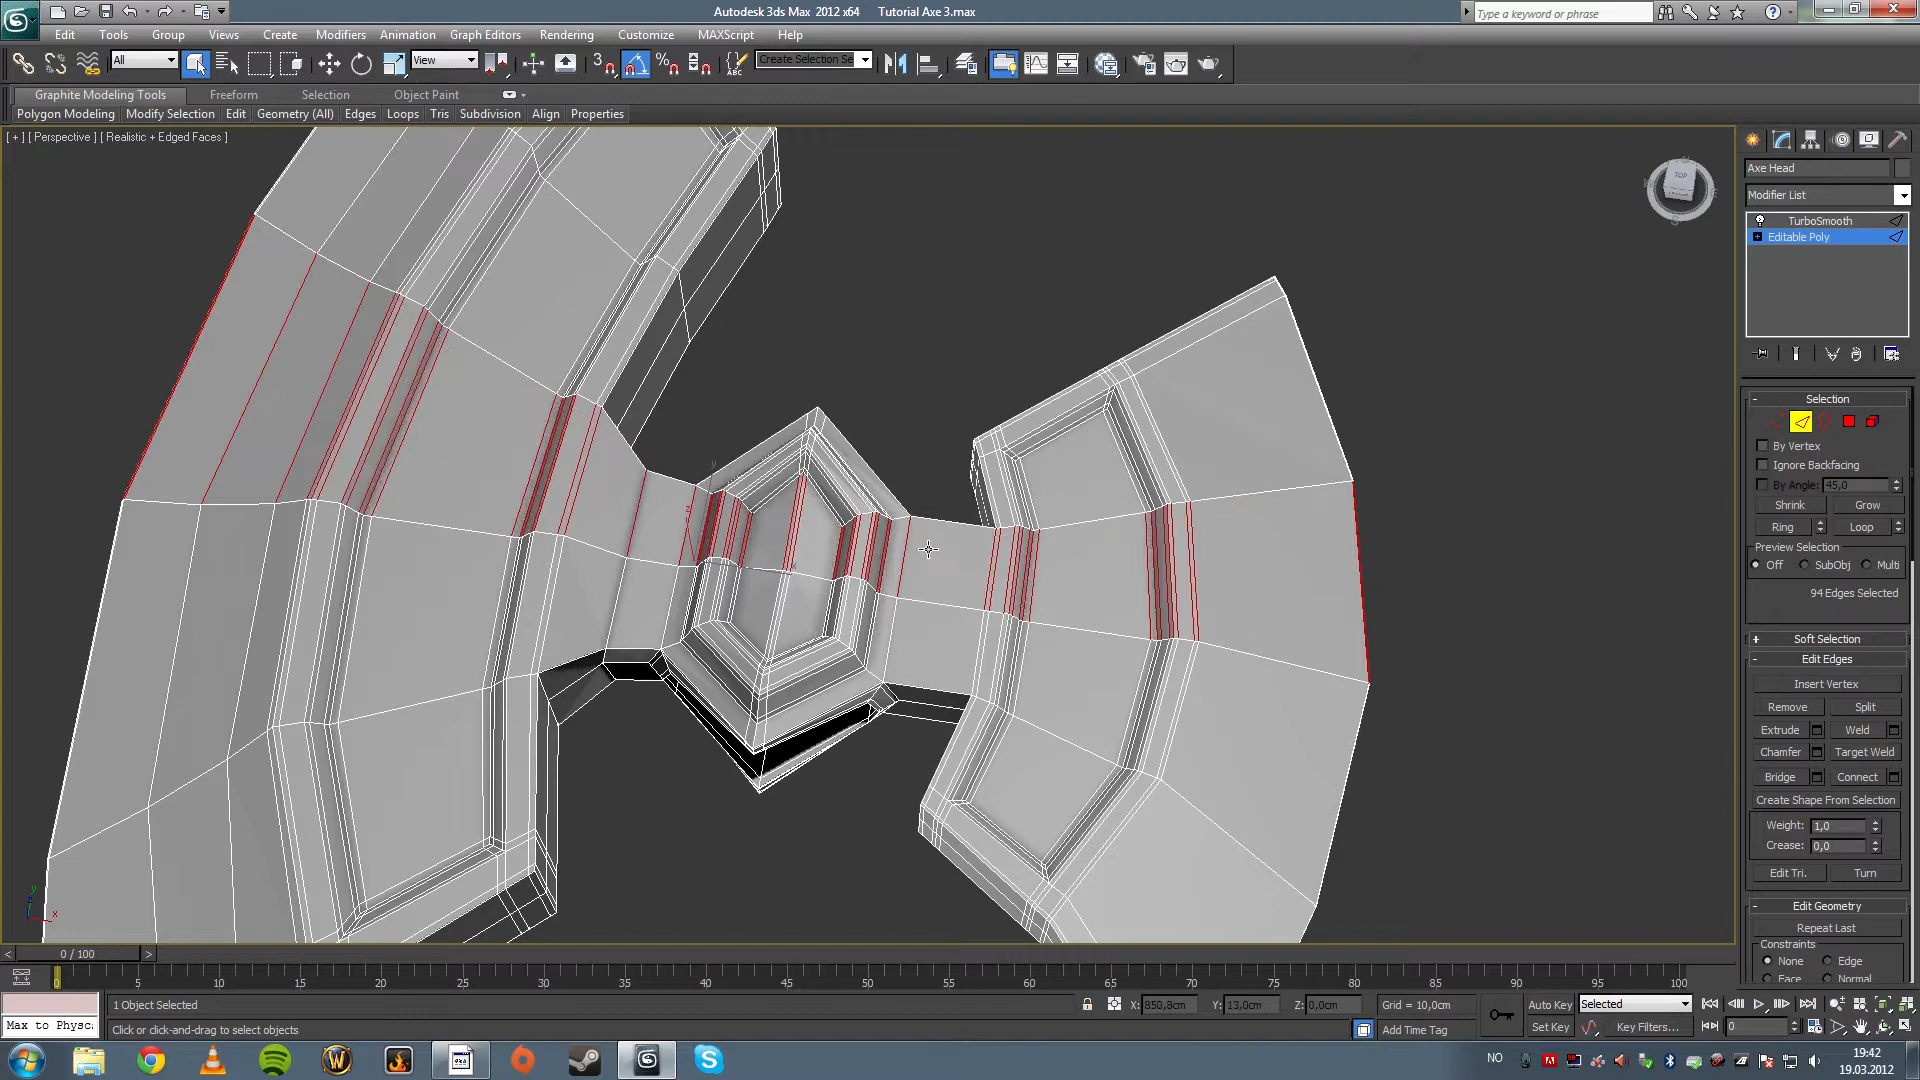 Autodesk 3ds Max 2012 x64 Tutorial Axe 3.max
Type a keyword or phrase
Edit Tools Group Views Create Modifiers Animation Graph Editors Rendering Customize MAXScript Help
All View 3 Create Selection Se
Graphite Modeling Tools Freeform Selection Object Paint
Polygon Modeling Modify Selection Edit Geometry (All) Edges Loops Tris Subdivision Align Properties
[ + ] [ Perspective ] [ Realistic + Edged Faces ]
TOP
Axe Head
Modifier List
TurboSmooth
Editable Poly
Selection
By Vertex
Ignore Backfacing
By Angle: 45,0
Shrink Grow
Ring Loop
Preview Selection
Off SubObj Multi
94 Edges Selected
Soft Selection
Edit Edges
Insert Vertex
Remove Split
Extrude Weld
Chamfer Target Weld
Bridge Connect
Create Shape From Selection
Weight: 1,0
Crease: 0,0
Edit Tri. Turn
Edit Geometry
Repeat Last
Constraints
None Edge
Face Normal
y
z
x
y
x
< 0 / 100 >
0 5 10 15 20 25 30 35 40 45 50 55 60 65 70 75 80 85 90 95 100
1 Object Selected X: 850,8cm Y: 13,0cm Z: 0,0cm Grid = 10,0cm Auto Key Selected
Max to Physc: Click or click-and-drag to select objects Add Time Tag Set Key Key Filters... 0
NO 19:42
19.03.2012